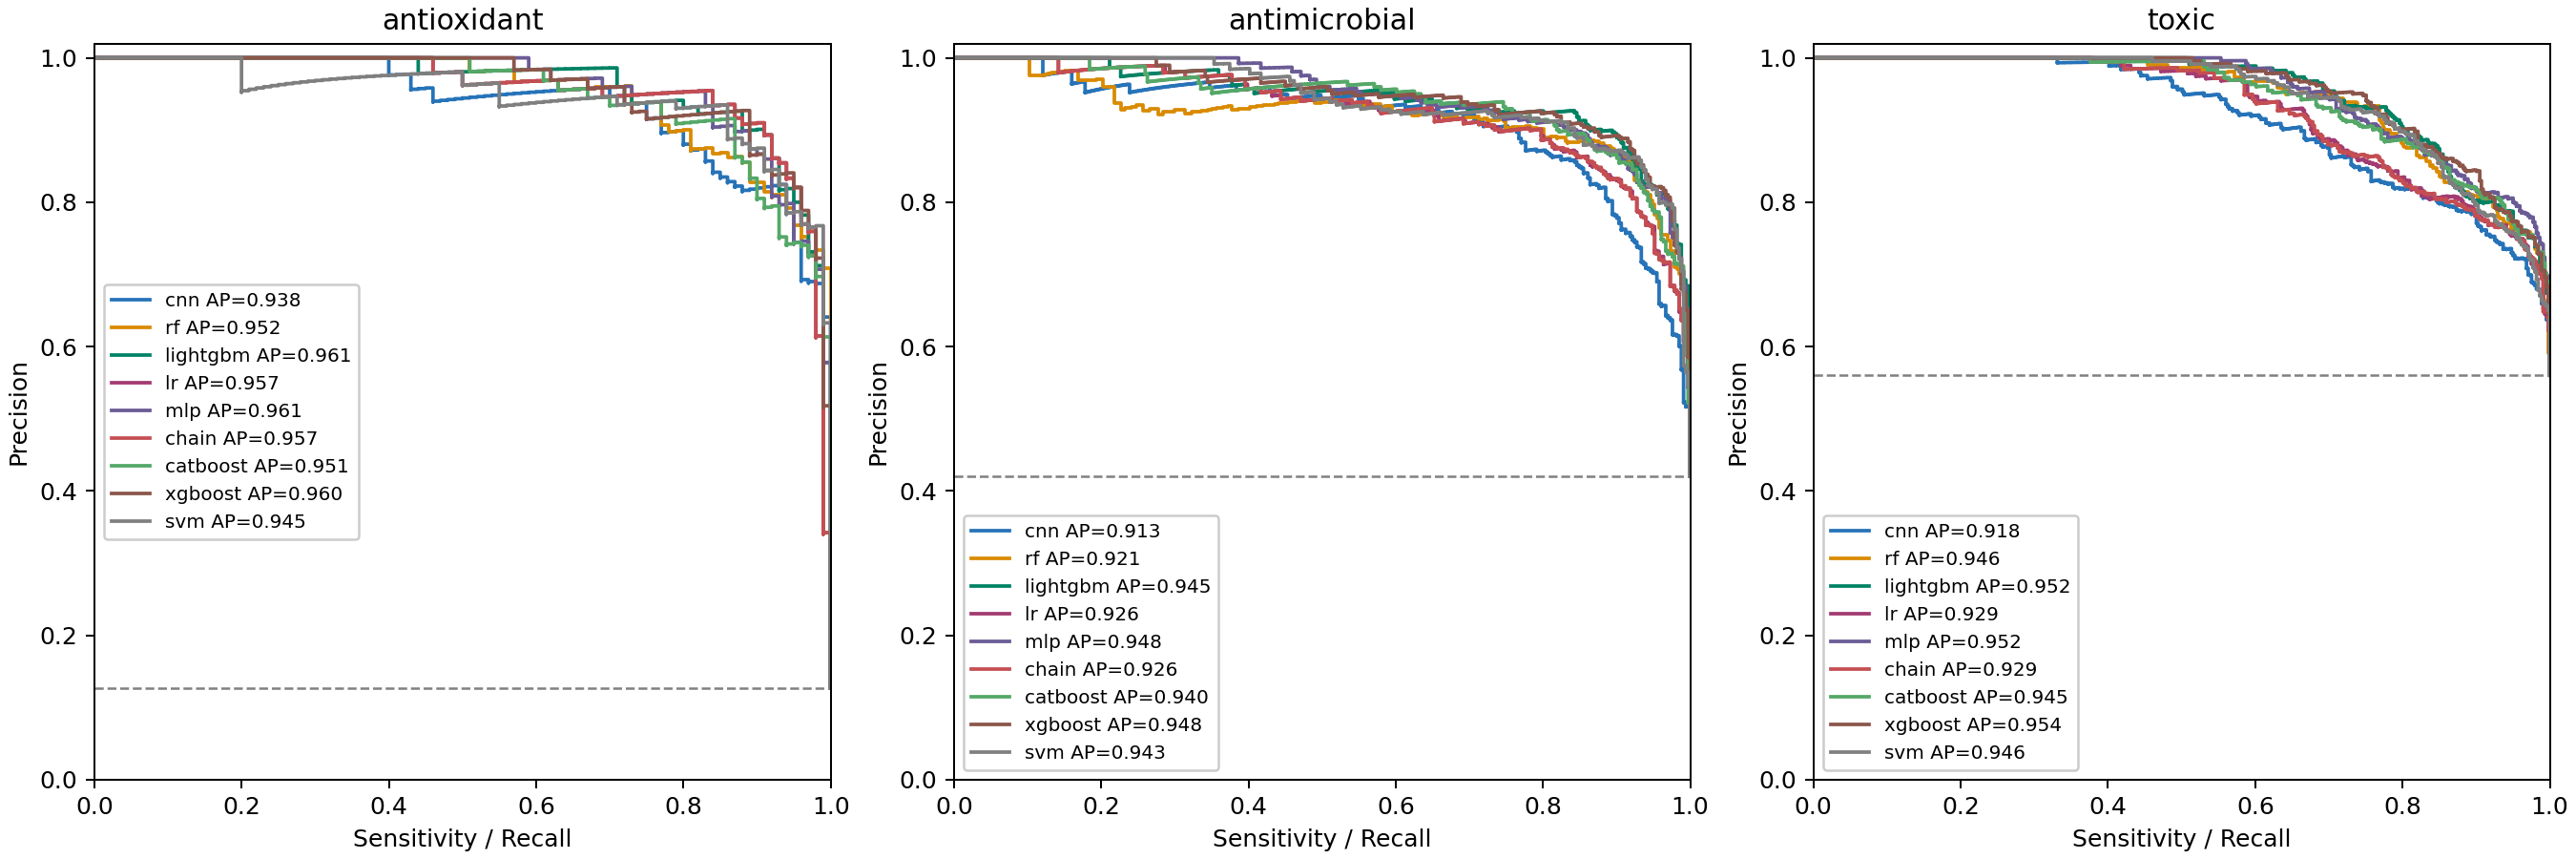 antioxidant
Precision
1.0
0.8
0.6
0.4
0.2
0.0
cnn AP=0.938
rf AP=0.952
lightgbm AP=0.961
lr AP=0.957
mlp AP=0.961
chain AP=0.957
catboost AP=0.951
xgboost AP=0.960
svm AP=0.945
0.0 0.2 0.4 0.6 0.8 1.0
Sensitivity / Recall
antimicrobial
Precision
1.0
0.8
0.6
0.4
0.2
0.0
cnn AP=0.913
rf AP=0.921
lightgbm AP=0.945
lr AP=0.926
mlp AP=0.948
chain AP=0.926
catboost AP=0.940
xgboost AP=0.948
svm AP=0.943
0.0 0.2 0.4 0.6 0.8 1.0
Sensitivity / Recall
toxic
Precision
1.0
0.8
0.6
0.4
0.2
0.0
cnn AP=0.918
rf AP=0.946
lightgbm AP=0.952
lr AP=0.929
mlp AP=0.952
chain AP=0.929
catboost AP=0.945
xgboost AP=0.954
svm AP=0.946
0.0 0.2 0.4 0.6 0.8 1.0
Sensitivity / Recall